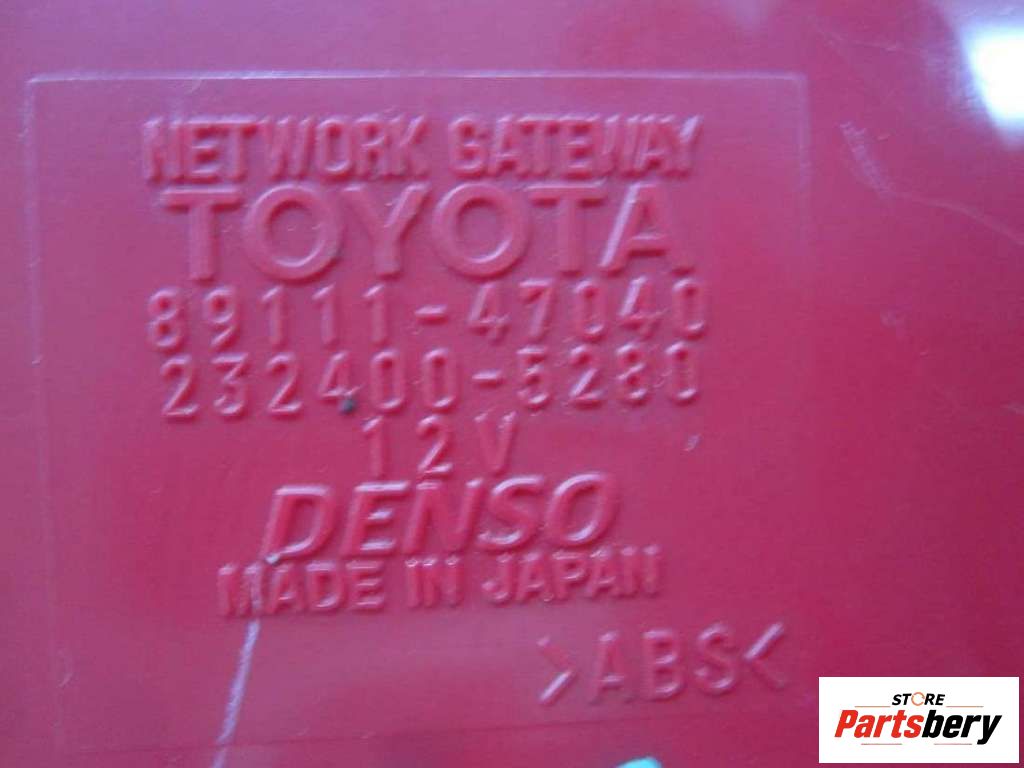 NETWORK GATEWAY
TOYOTA
89111-47040
232400-5280
12V
DENSO
MADE IN JAPAN
>ABS<
STORE
Partsbery